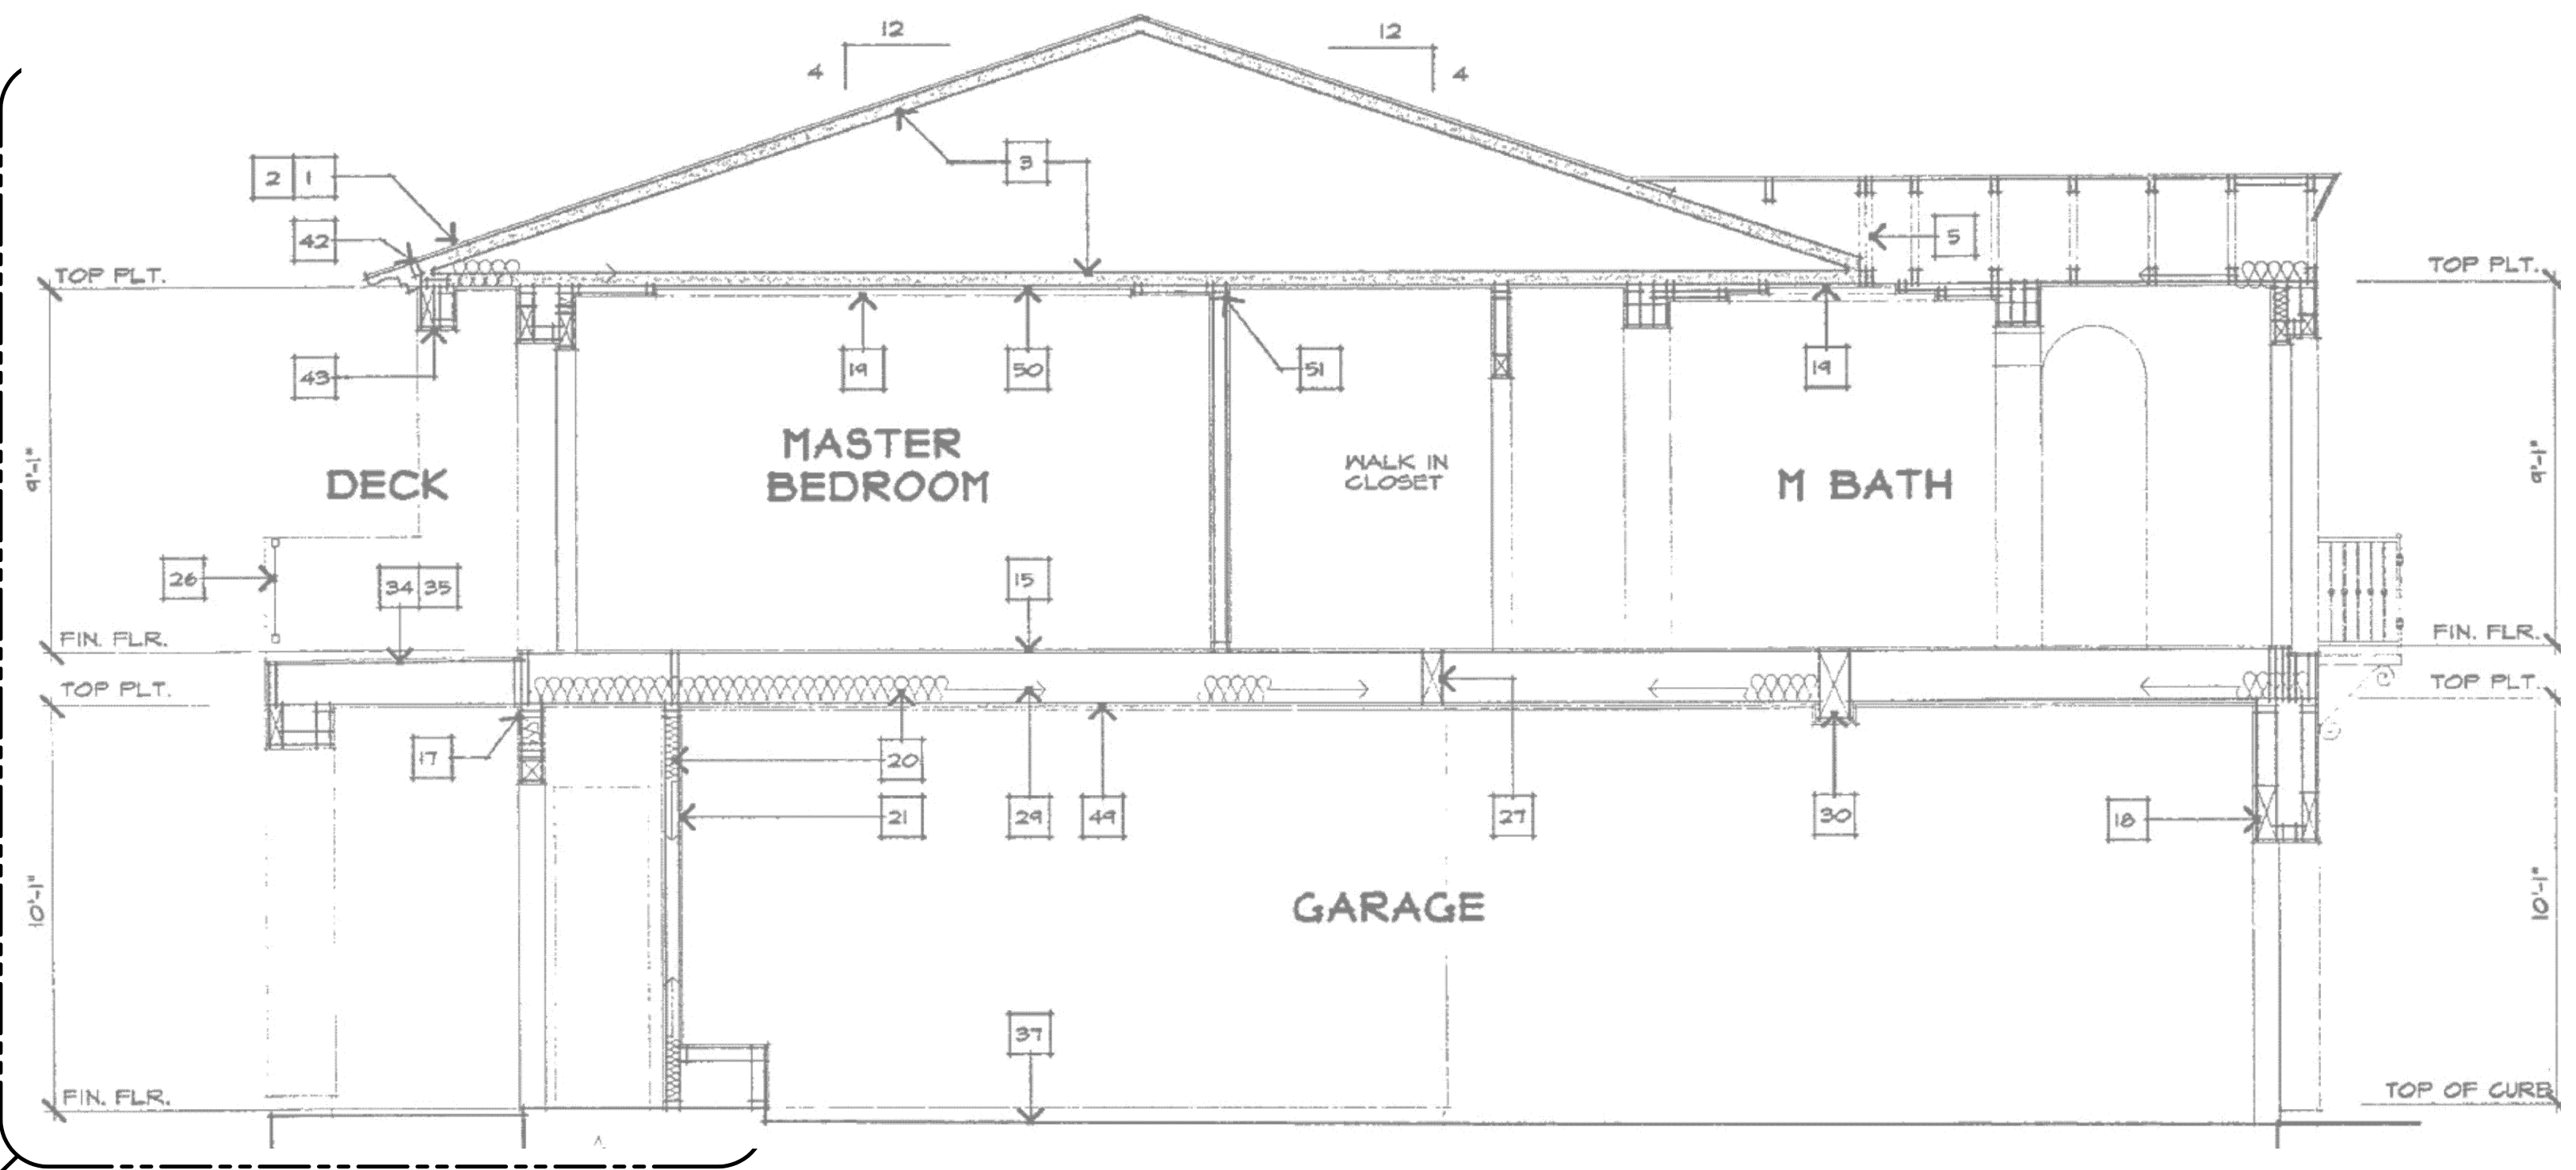 12
12
4
4
2 1
3
42
5
TOP PLT.
TOP PLT.
43
19
50
51
19
9'-1"
MASTER
BEDROOM
DECK
WALK IN
CLOSET
M BATH
9'-1"
26
34 35
15
FIN. FLR.
FIN. FLR.
TOP PLT.
TOP PLT.
17
20
21
29
49
27
30
18
10'-1"
GARAGE
10'-1"
37
FIN. FLR.
TOP OF CURB